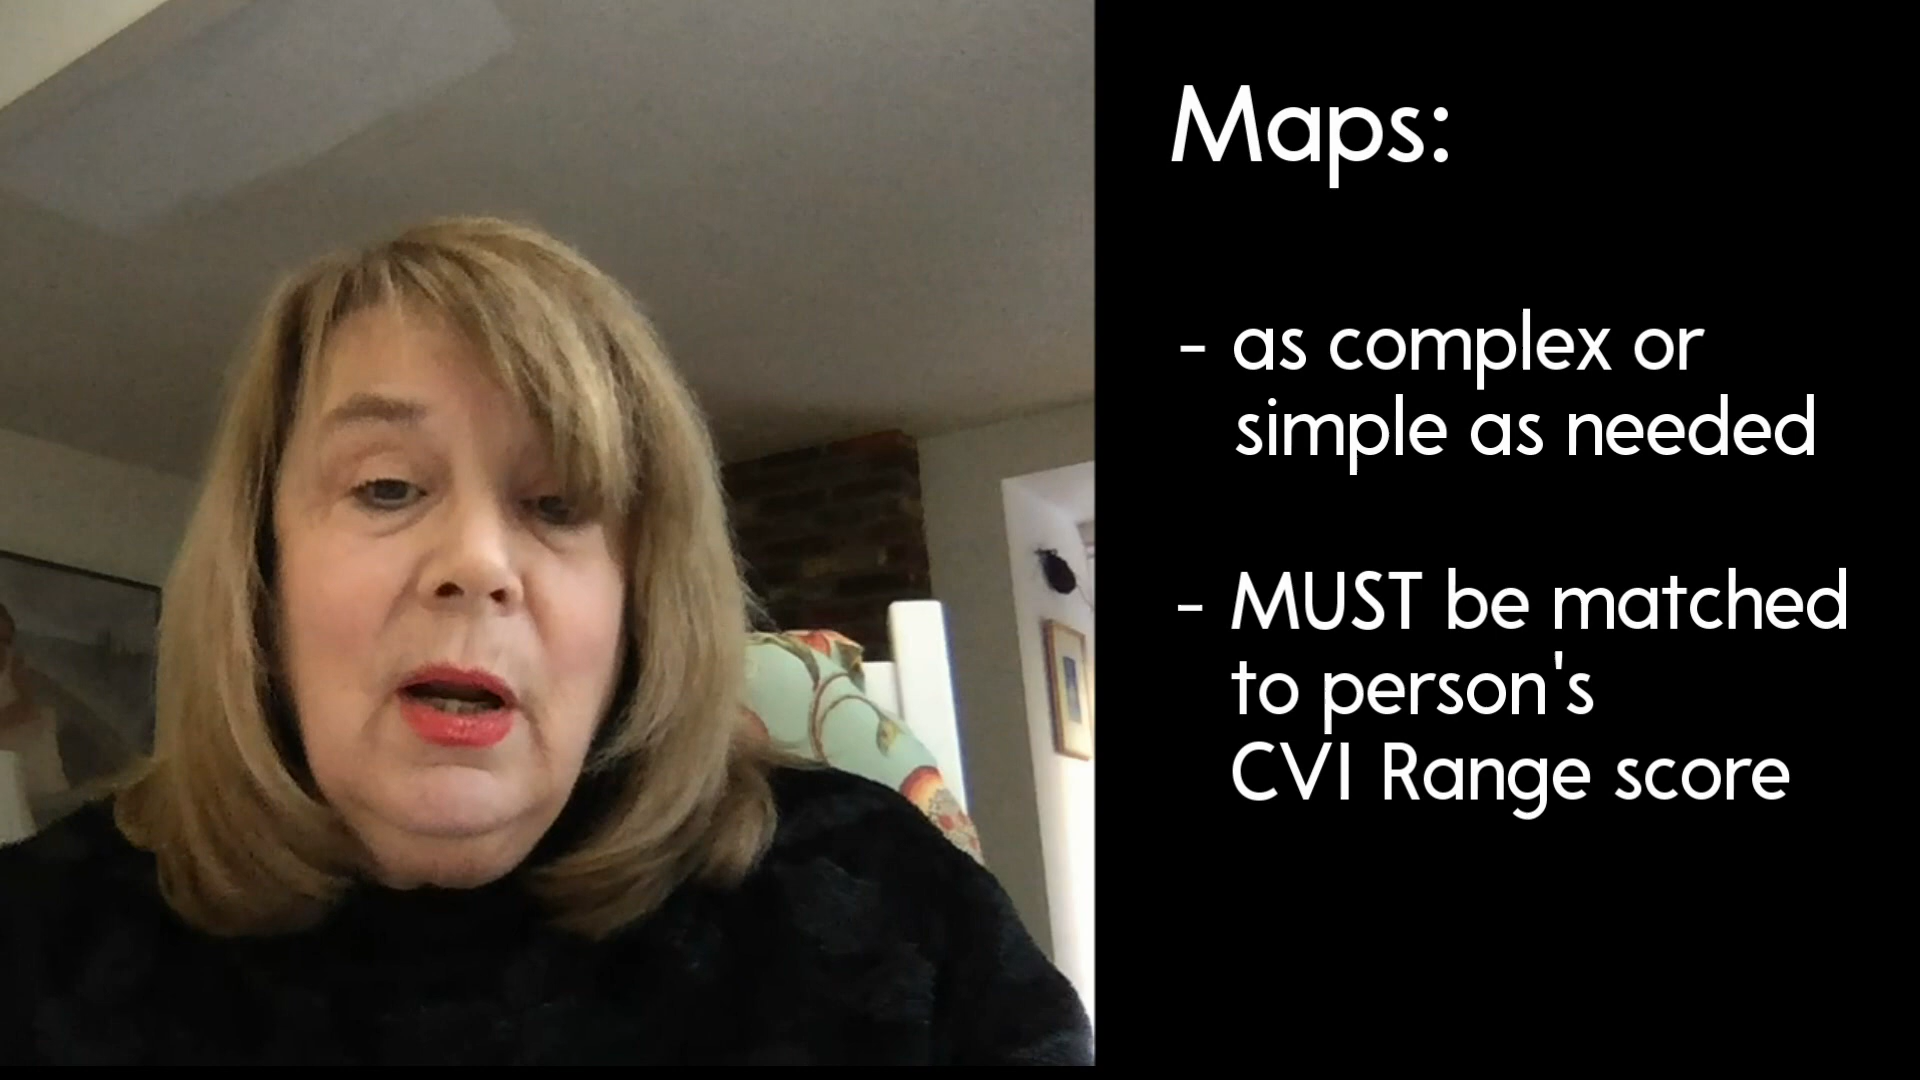 Maps:
- as complex or
simple as needed
- MUST be matched
to person's
CVI Range score